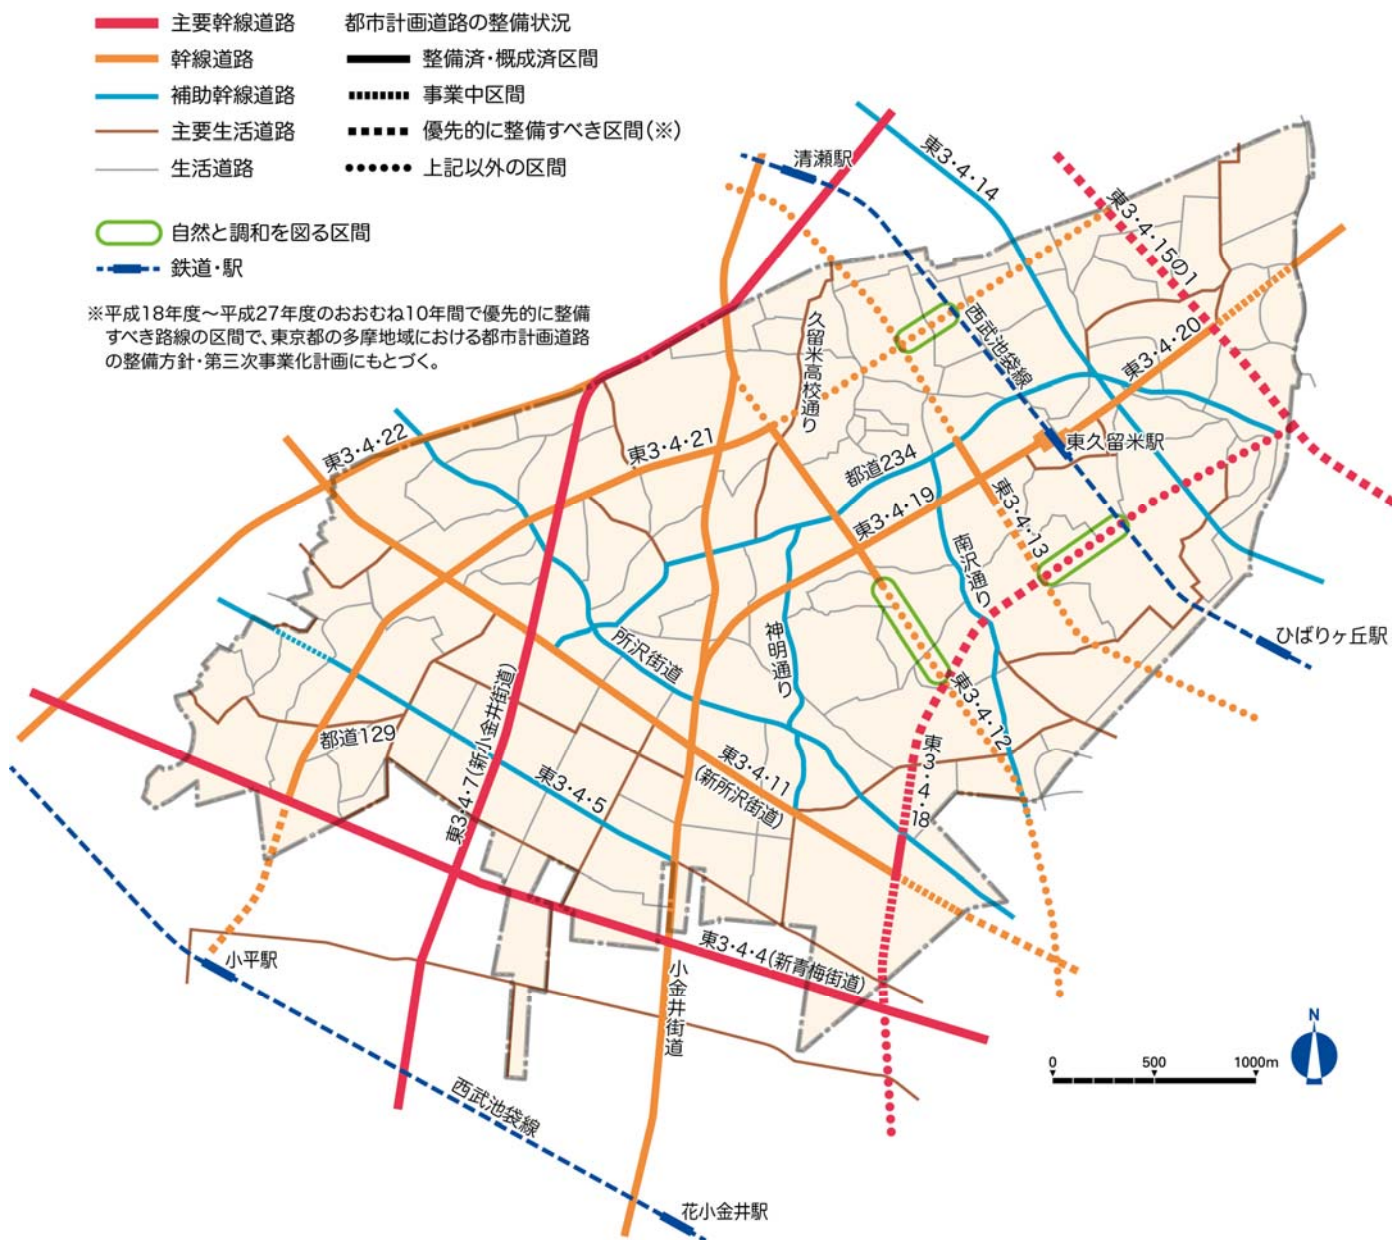 主要幹線道路
幹線道路
補助幹線道路
主要生活道路
生活道路
都市計画道路の整備状況
整備済・概成済区間
事業中区間
優先的に整備すべき区間(※)
上記以外の区間
自然と調和を図る区間
鉄道・駅
※平成18年度～平成27年度のおおむね10年間で優先的に整備
すべき路線の区間で、東京都の多摩地域における都市計画道路
の整備方針・第三次事業化計画にもとづく。
清瀬駅
東3・4・14
東3・4・15の1
西武池袋線
久留米高校通り
東3・4・20
東3・4・22
東3・4・21
都道234
東久留米駅
東3・4・19
東3・4・13
南沢通り
所沢街道
神明通り
ひばりヶ丘駅
都道129
東3・4・7(新小金井街道)
東3・4・12
東3・4・18
東3・4・11
(新所沢街道)
東3・4・5
東3・4・4(新青梅街道)
小平駅
小金井街道
西武池袋線
花小金井駅
N
0 500 1000m